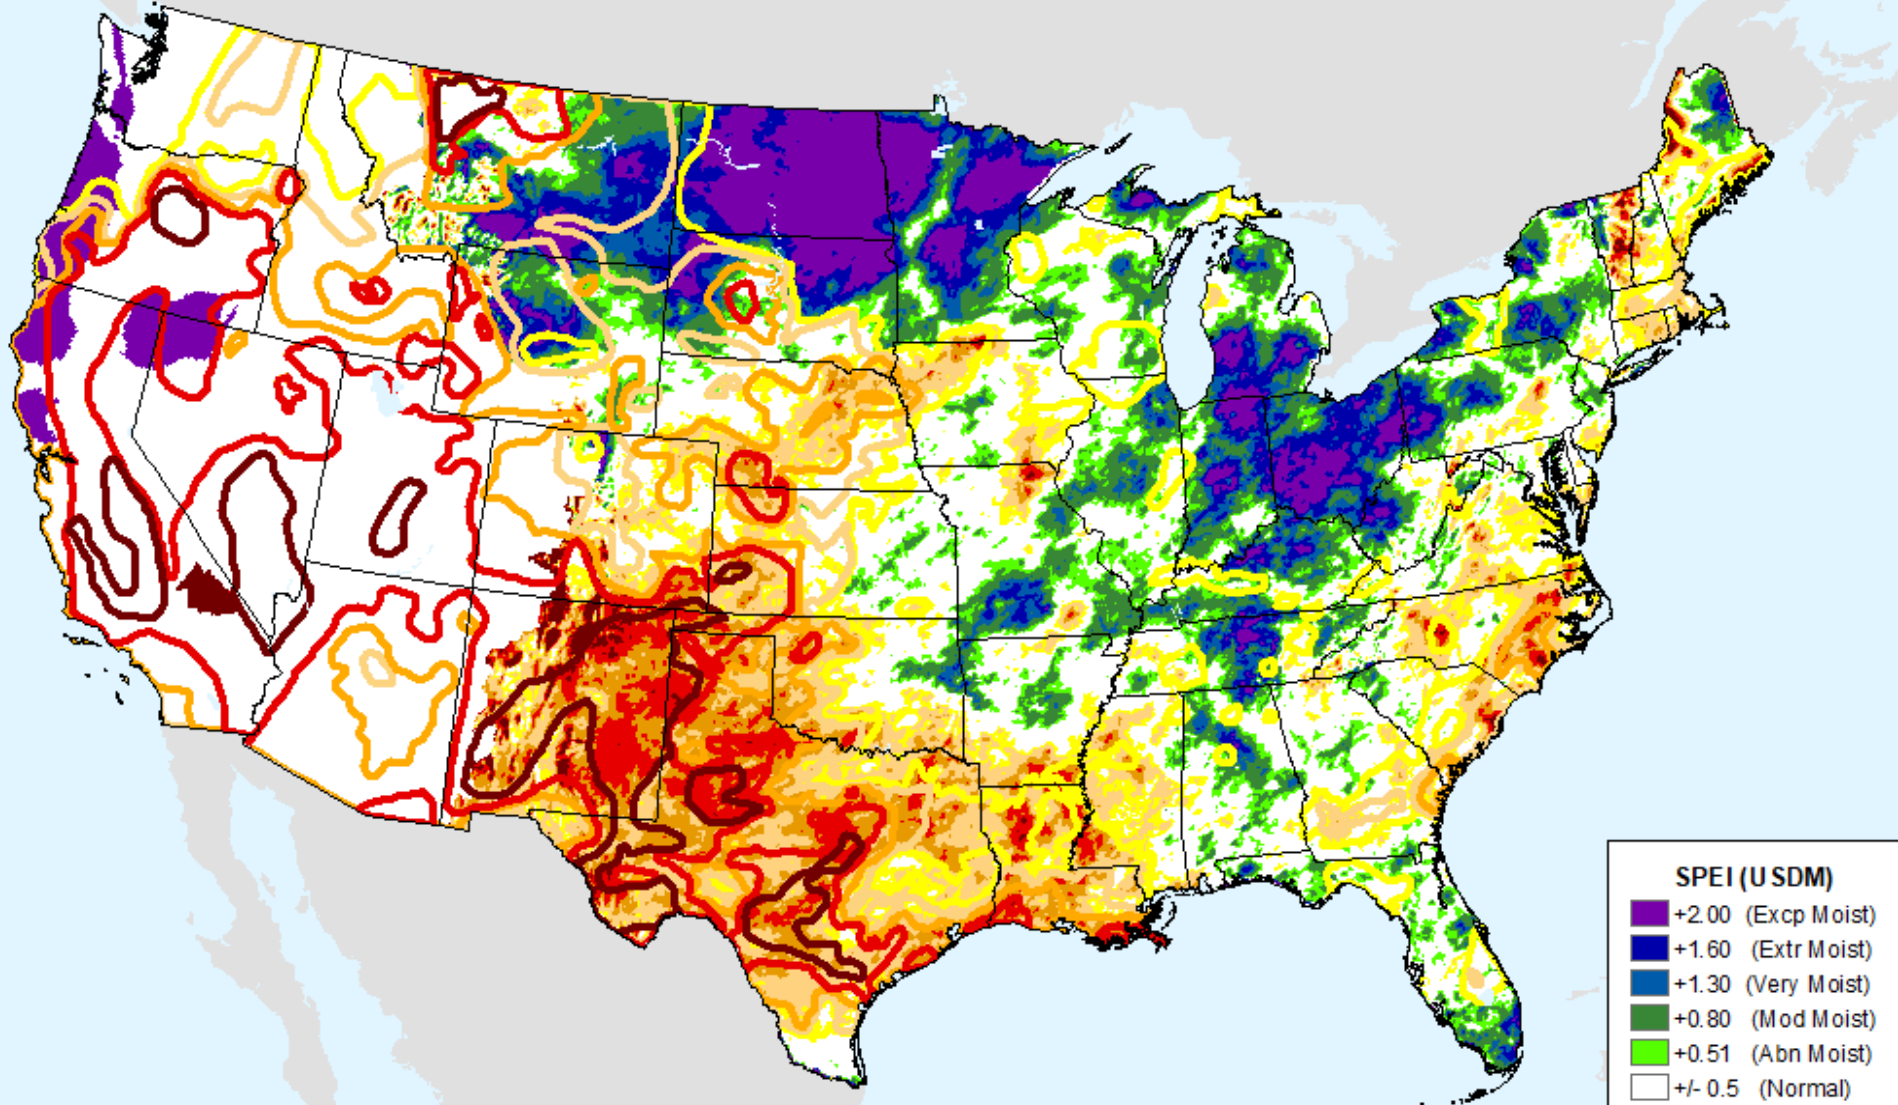 SPEI (USDM)
+2.00 (Excp Moist)
+1.60 (Extr Moist)
+1.30 (Very Moist)
+0.80 (Mod Moist)
+0.51 (Abn Moist)
+/- 0.5 (Normal)